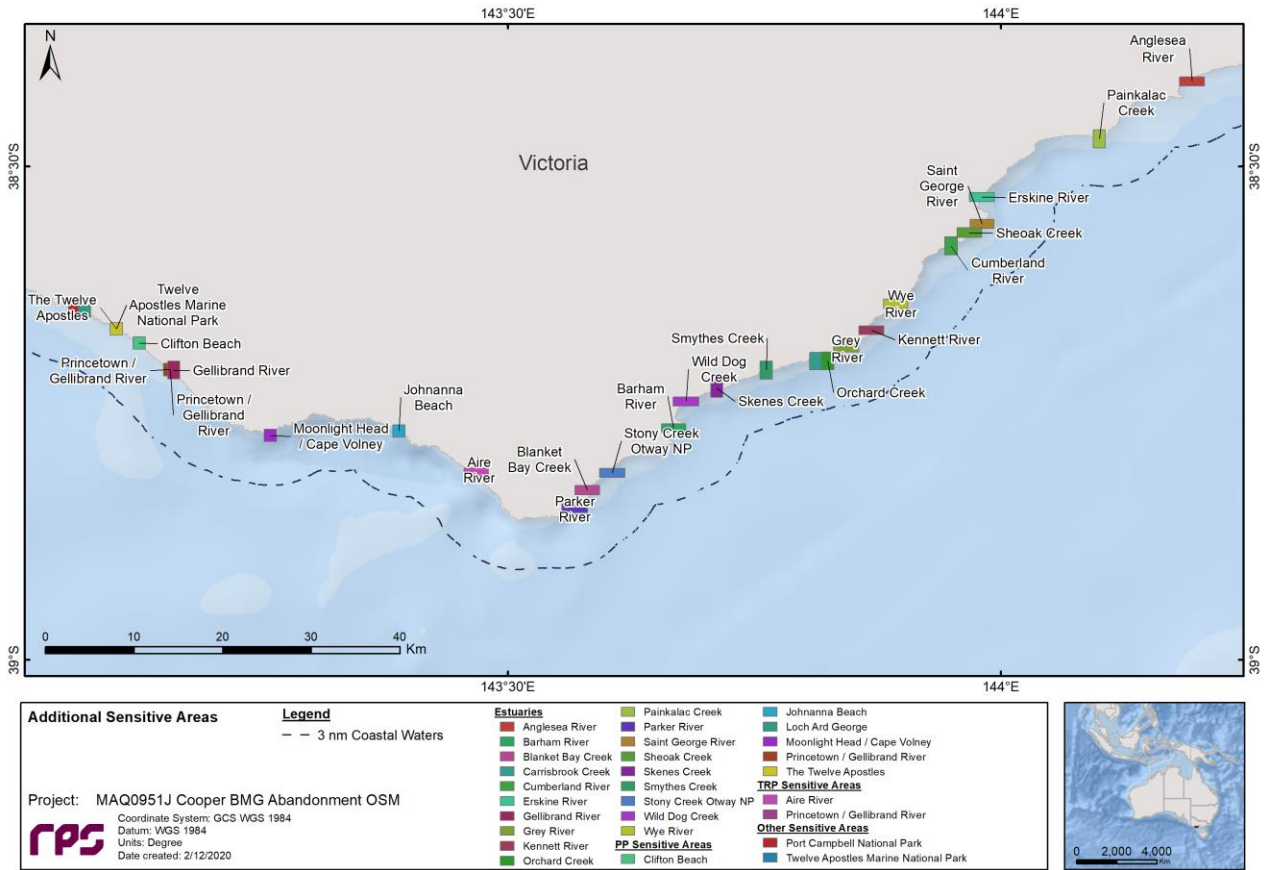 143°30'E
144°E
N
Anglesea
River
Painkalac
Creek
38°30'S
38°30'S
Victoria
Saint
George
River
Erskine River
Sheoak Creek
Cumberland
River
The Twelve
Apostles
Twelve
Apostles Marine
National Park
Clifton Beach
Wye
River
Smythes Creek
Kennett River
Grey
River
Princetown /
Gellibrand River
Gellibrand River
Wild Dog
Creek
Orchard Creek
Johnanna
Beach
Barham
River
Skenes Creek
Princetown /
Gellibrand
River
Moonlight Head
/ Cape Volney
Stony Creek
Otway NP
Blanket
Bay Creek
Aire
River
Parker
River
0 10 20 30 40
Km
39°S
39°S
143°30'E
144°E
Additional Sensitive Areas
Legend
3 nm Coastal Waters
Project: MAQ0951J Cooper BMG Abandonment OSM
rps
Coordinate System: GCS WGS 1984
Datum: WGS 1984
Units: Degree
Date created: 2/12/2020
Estuaries
Anglesea River
Barham River
Blanket Bay Creek
Carrisbrook Creek
Cumberland River
Erskine River
Gellibrand River
Grey River
Kennett River
Orchard Creek
Painkalac Creek
Parker River
Saint George River
Sheoak Creek
Skenes Creek
Smythes Creek
Stony Creek Otway NP
Wild Dog Creek
Wye River
PP Sensitive Areas
Clifton Beach
Johnanna Beach
Loch Ard George
Moonlight Head / Cape Volney
Princetown / Gellibrand River
The Twelve Apostles
TRP Sensitive Areas
Aire River
Princetown / Gellibrand River
Other Sensitive Areas
Port Campbell National Park
Twelve Apostles Marine National Park
0 2,000 4,000
Km